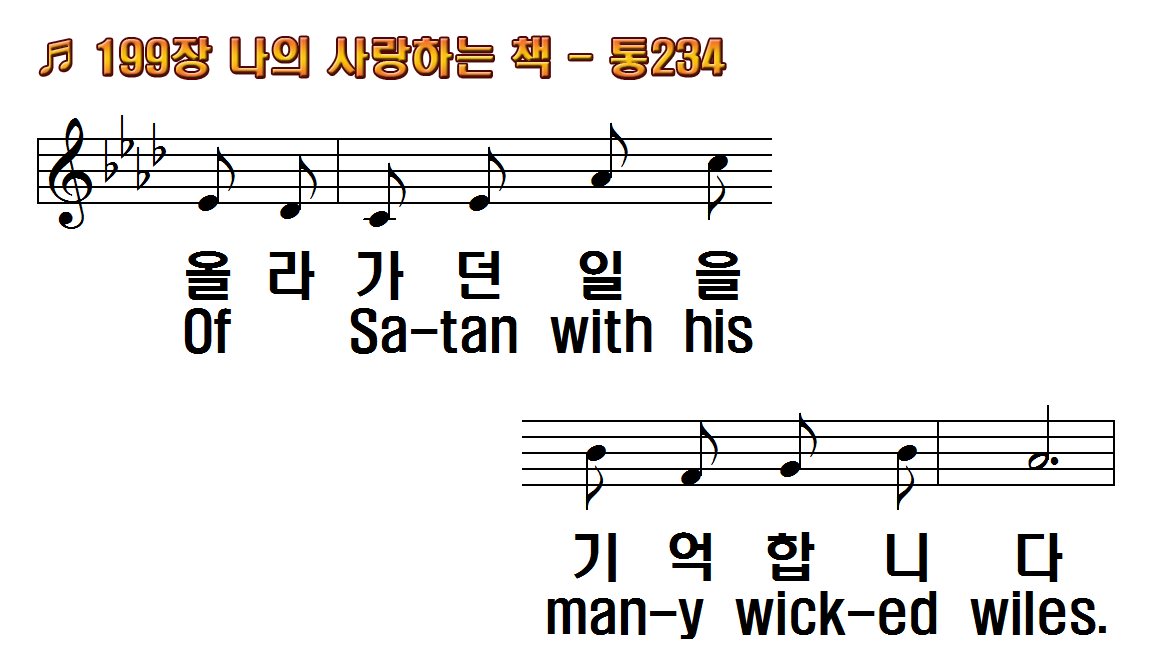 ♬ 199장 나의 사랑하는 책 - 통234
올 라 가 던 일 을
Of Sa-tan with his
기 억 합 니 다
man-y wick-ed wiles.